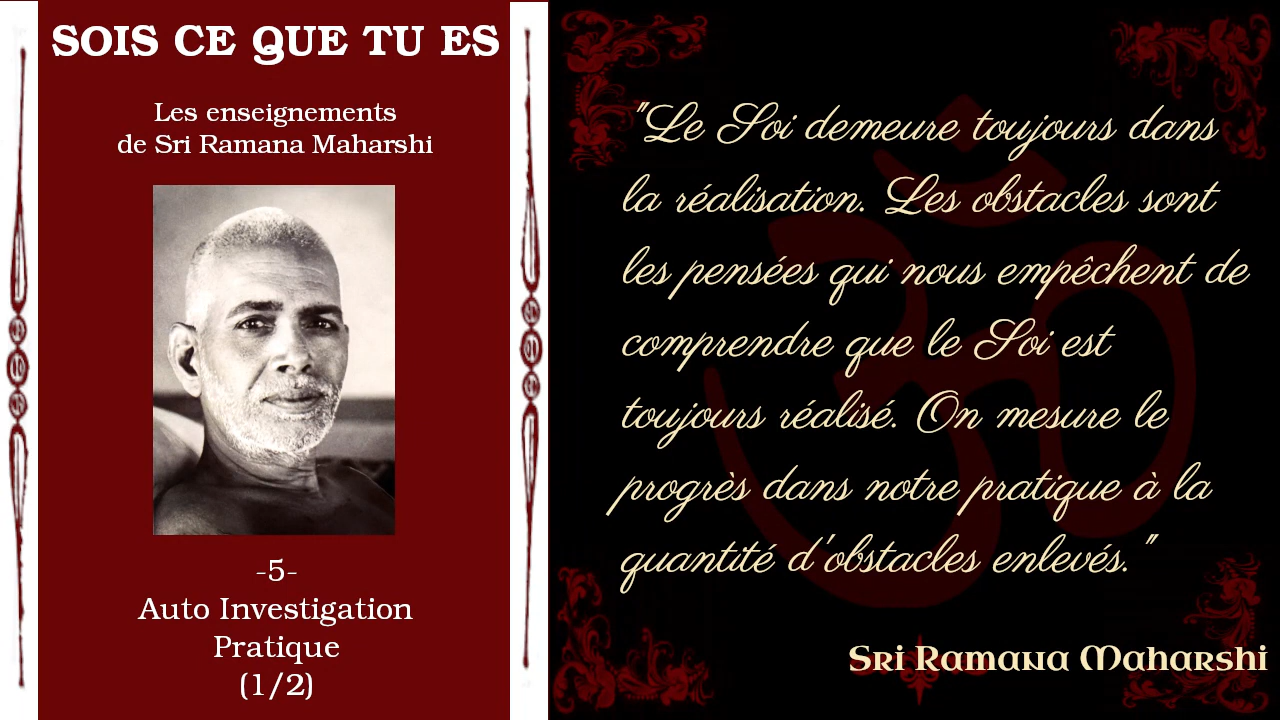 SOIS CE QUE TU ES
Les enseignements
de Sri Ramana Maharshi
-5-
Auto Investigation
Pratique
(1/2)
"Le Soi demeure toujours dans
la réalisation. Les obstacles sont
les pensées qui nous empêchent de
comprendre que le Soi est
toujours réalisé. On mesure le
progrès dans notre pratique à la
quantité d'obstacles enlevés."
Sri Ramana Maharshi
ॐ